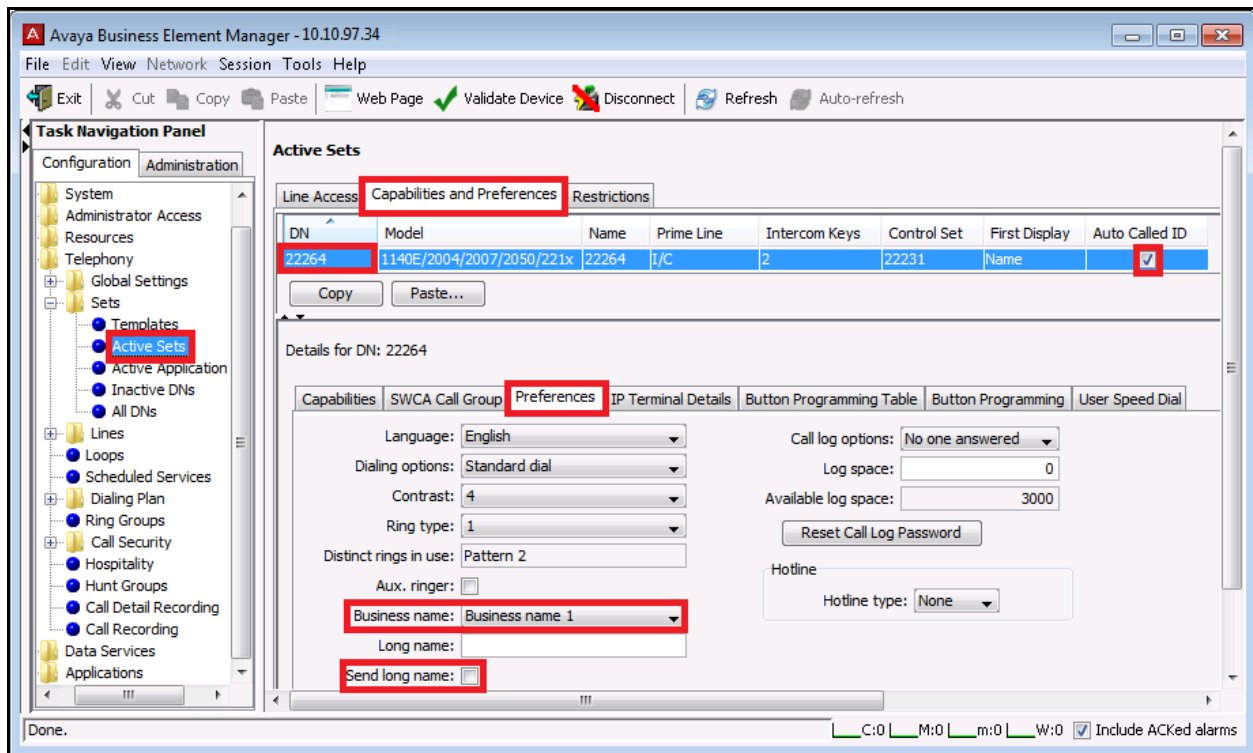 Avaya Business Element Manager - 10.10.97.34
File Edit View Network Session Tools Help
Exit Cut Copy Paste Web Page Validate Device Disconnect Refresh Auto-refresh
Task Navigation Panel
Configuration Administration
System
Administrator Access
Resources
Telephony
Global Settings
Sets
Templates
Active Sets
Active Application
Inactive DNs
All DNs
Lines
Loops
Scheduled Services
Dialing Plan
Ring Groups
Call Security
Hospitality
Hunt Groups
Call Detail Recording
Call Recording
Data Services
Applications
Active Sets
Line Access Capabilities and Preferences Restrictions
DN Model Name Prime Line Intercom Keys Control Set First Display Auto Called ID
22264 1140E/2004/2007/2050/221x 22264 I/C 2 22231 Name
Copy Paste...
Details for DN: 22264
Capabilities SWCA Call Group Preferences IP Terminal Details Button Programming Table Button Programming User Speed Dial
Language: English
Dialing options: Standard dial
Contrast: 4
Ring type: 1
Distinct rings in use: Pattern 2
Aux. ringer:
Business name: Business name 1
Long name:
Send long name:
Call log options: No one answered
Log space: 0
Available log space: 3000
Reset Call Log Password
Hotline
Hotline type: None
Done. C:0 M:0 m:0 W:0 Include ACKed alarms